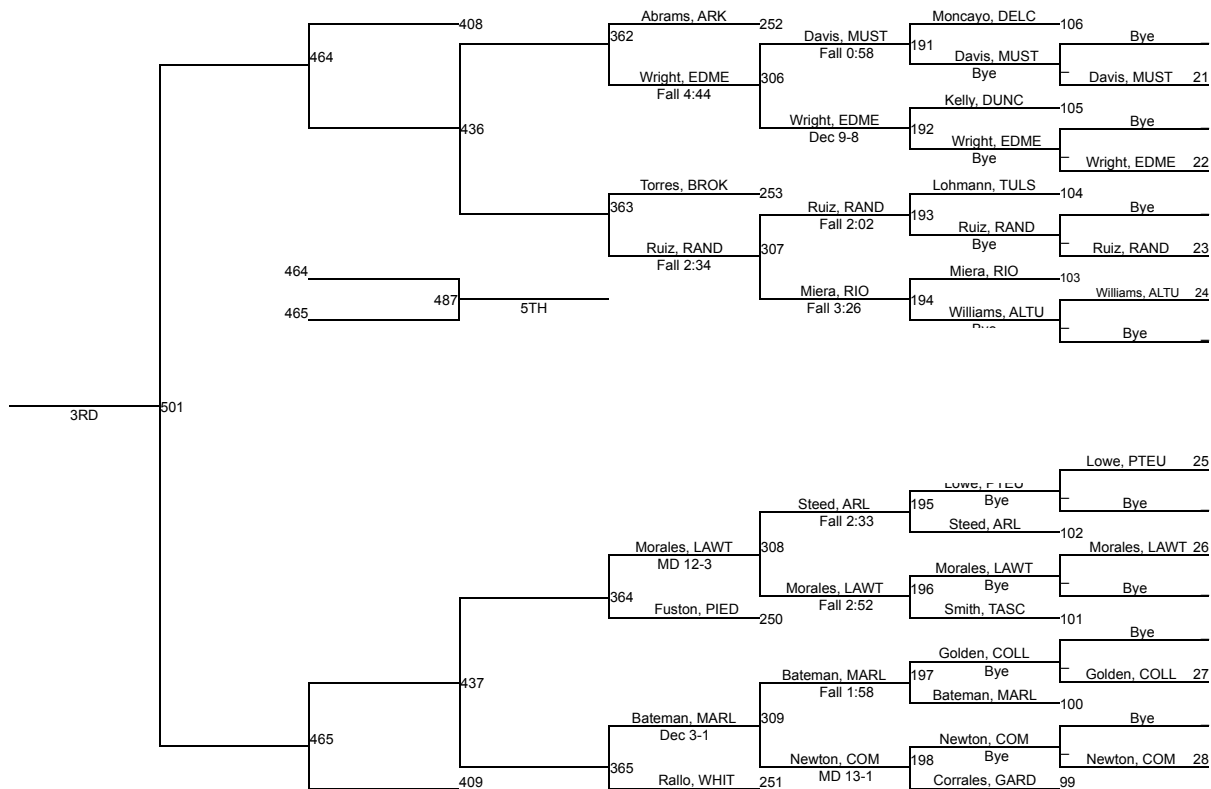 408
464
436
464
465
487
5TH
3RD
501
437
465
409
Abrams, ARK
252
362
Wright, EDME
Fall 4:44
Torres, BROK
253
363
Ruiz, RAND
Fall 2:34
Morales, LAWT
MD 12-3
364
Fuston, PIED
250
Bateman, MARL
Dec 3-1
365
Rallo, WHIT
251
Davis, MUST
Fall 0:58
306
Wright, EDME
Dec 9-8
Ruiz, RAND
Fall 2:02
307
Miera, RIO
Fall 3:26
Steed, ARL
Fall 2:33
308
Morales, LAWT
Fall 2:52
Bateman, MARL
Fall 1:58
309
Newton, COM
MD 13-1
Moncayo, DELC
106
191
Davis, MUST
Bye
Kelly, DUNC
105
192
Wright, EDME
Bye
Lohmann, TULS
104
193
Ruiz, RAND
Bye
Miera, RIO
103
194
Williams, ALTU
Bye
Lowe, PTEU
195
Bye
Steed, ARL
102
Morales, LAWT
196
Bye
Smith, TASC
101
Golden, COLL
197
Bye
Bateman, MARL
100
Newton, COM
198
Bye
Corrales, GARD
99
Bye
Davis, MUST 21
Bye
Wright, EDME 22
Bye
Ruiz, RAND 23
Williams, ALTU 24
Bye
Lowe, PTEU 25
Bye
Morales, LAWT 26
Bye
Bye
Golden, COLL 27
Bye
Newton, COM 28